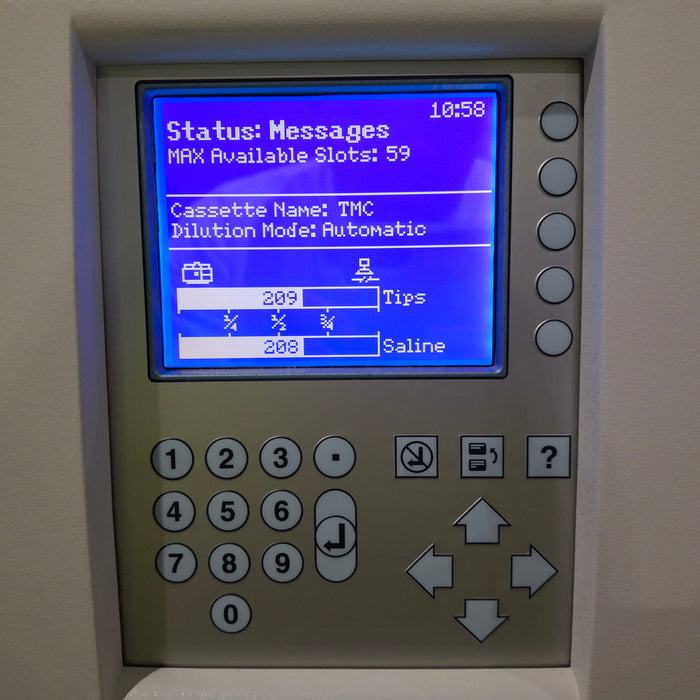 10:58
Status: Messages
MAX Available Slots: 59
Cassette Name: TMC
Dilution Mode: Automatic
209 Tips
1/4 1/2 3/4
208 Saline
1 2 3 .
4 5 6
7 8 9
0
?